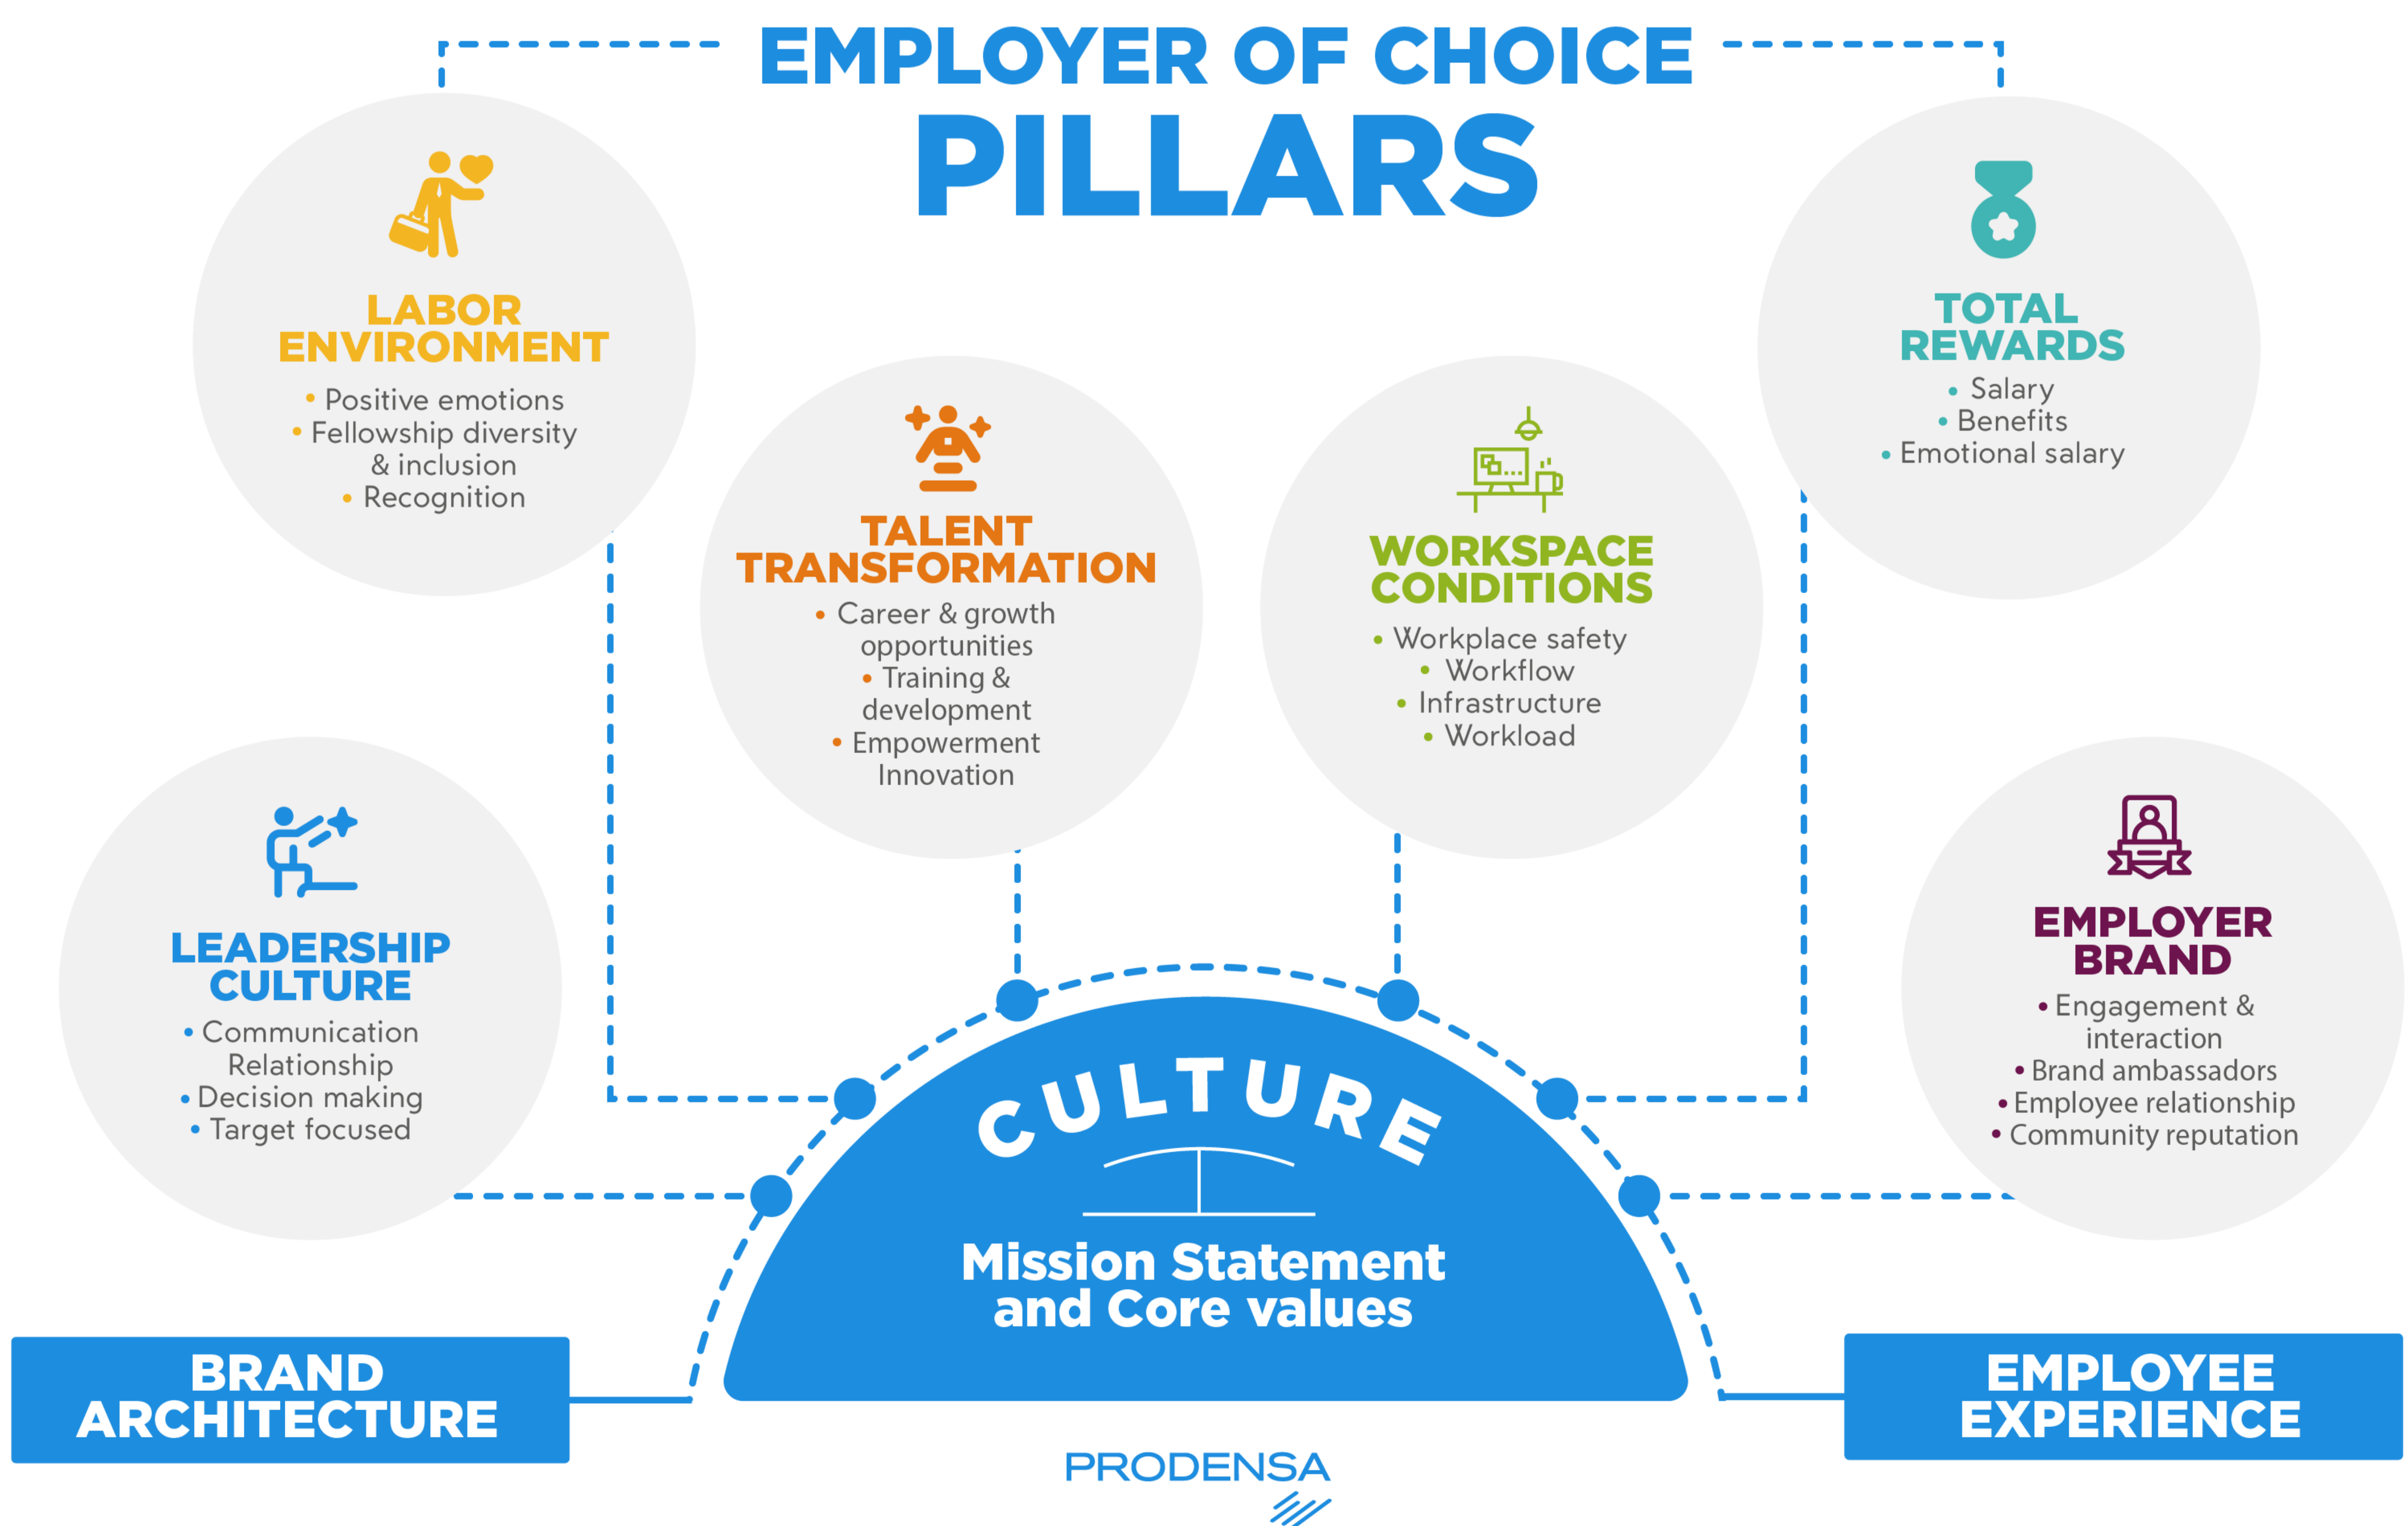 EMPLOYER OF CHOICE
PILLARS
LABOR
ENVIRONMENT
• Positive emotions
• Fellowship diversity
& inclusion
• Recognition
TOTAL
REWARDS
• Salary
• Benefits
• Emotional salary
TALENT
TRANSFORMATION
• Career & growth
opportunities
• Training &
development
• Empowerment
Innovation
WORKSPACE
CONDITIONS
• Workplace safety
• Workflow
• Infrastructure
• Workload
LEADERSHIP
CULTURE
• Communication
Relationship
• Decision making
• Target focused
EMPLOYER
BRAND
• Engagement &
interaction
• Brand ambassadors
• Employee relationship
• Community reputation
CULTURE
Mission Statement
and Core values
BRAND
ARCHITECTURE
EMPLOYEE
EXPERIENCE
PRODENSA